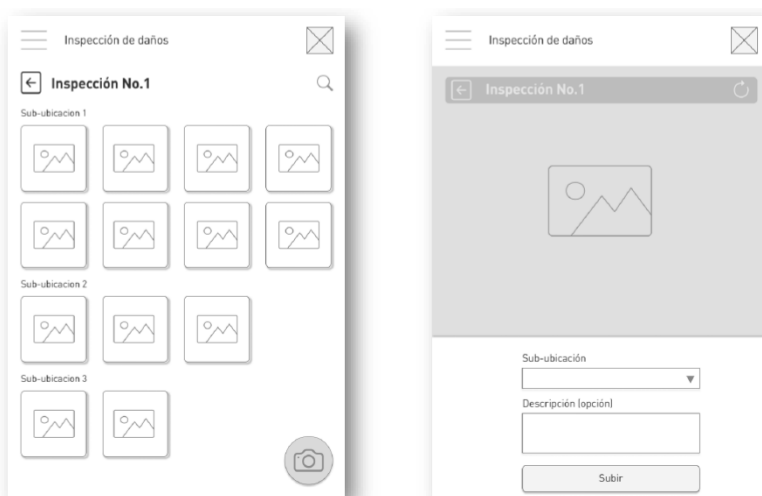 Inspección de daños
Inspección No.1
Sub-ubicacion 1
Sub-ubicacion 2
Sub-ubicacion 3
Inspección de daños
Inspección No.1
Sub-ubicación
Descripción (opción)
Subir